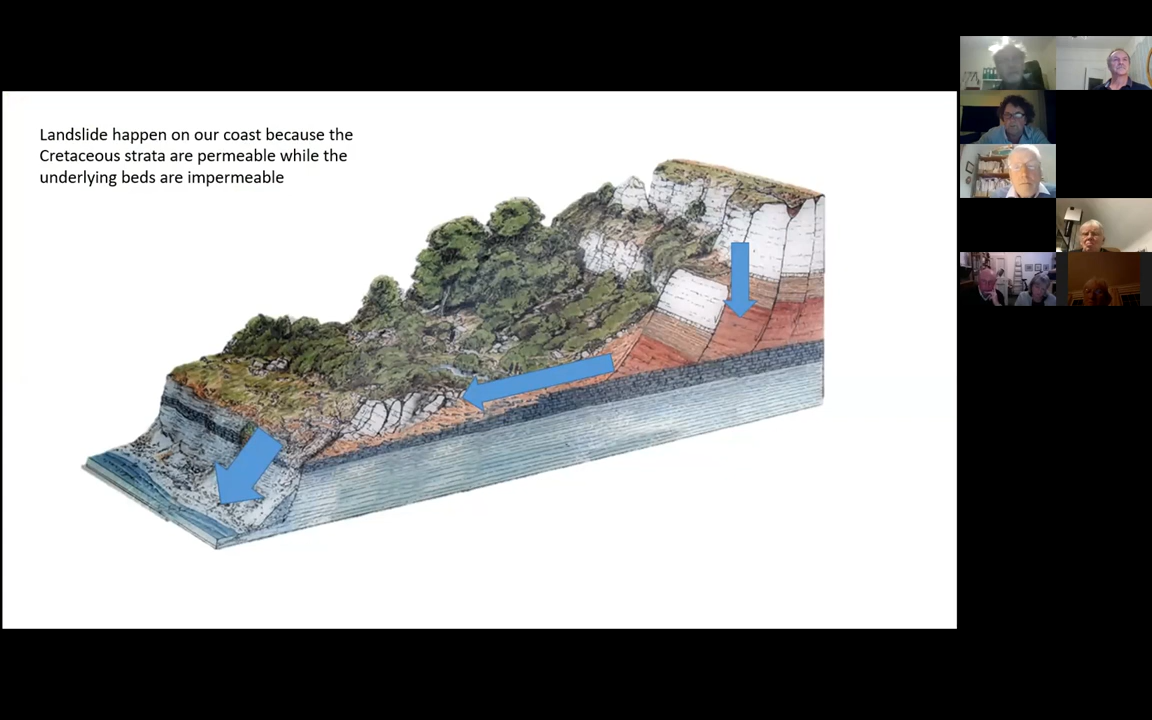 Landslide happen on our coast because the
Cretaceous strata are permeable while the
underlying beds are impermeable